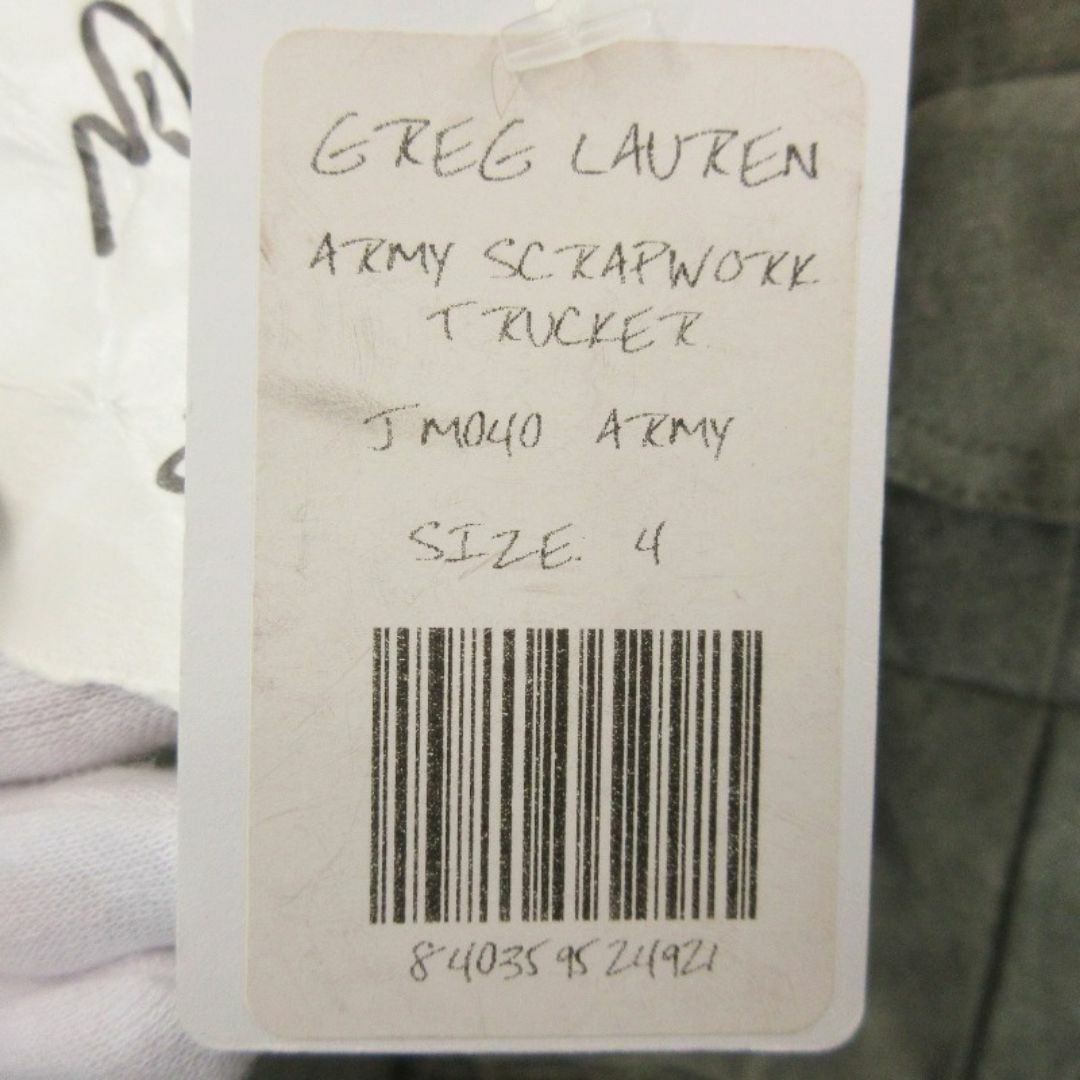 GREG LAUREN
ARMY SCRAPWORK
TRUCKER
JM040 ARMY
SIZE 4
840359524921